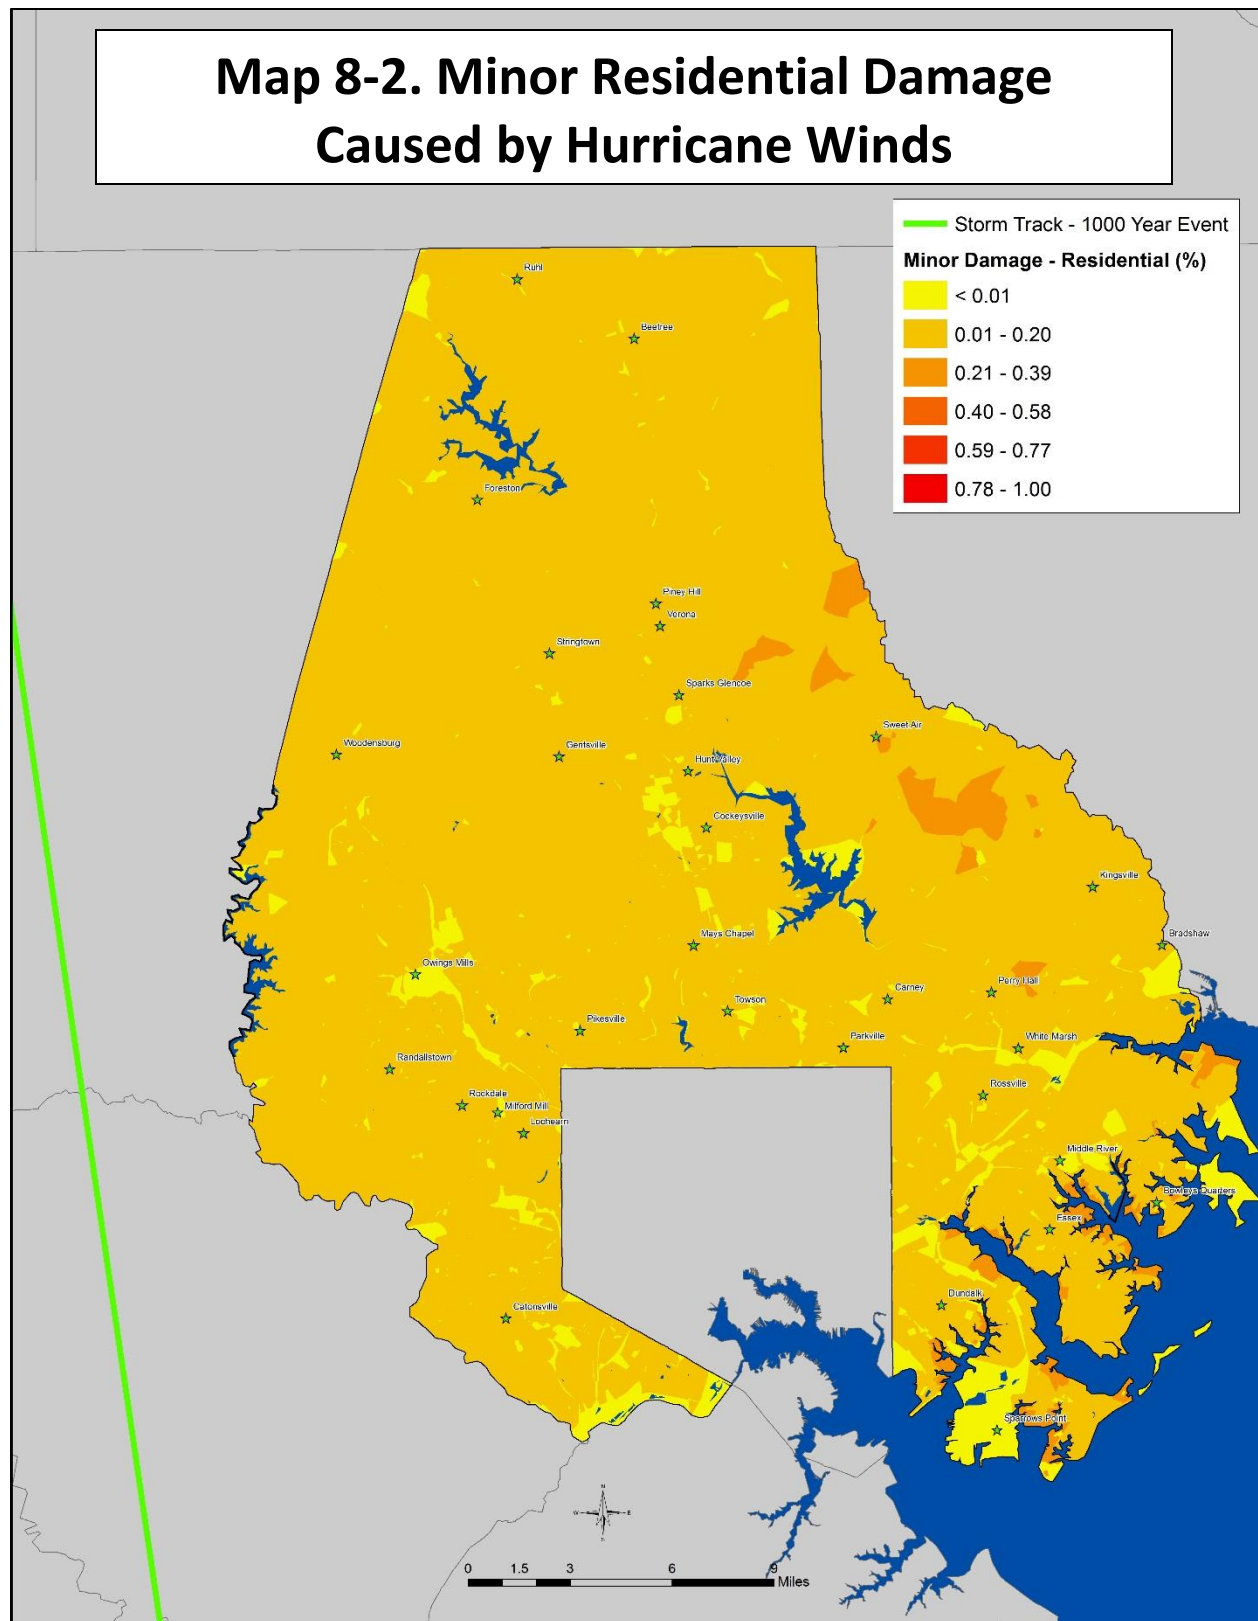 Map 8-2. Minor Residential Damage
Caused by Hurricane Winds
Storm Track - 1000 Year Event
Minor Damage - Residential (%)
< 0.01
0.01 - 0.20
0.21 - 0.39
0.40 - 0.58
0.59 - 0.77
0.78 - 1.00
Ruhl
Beetree
Foreston
Piney Hill
Verona
Stringtown
Sparks Glencoe
Sweet Air
Woodensburg
Gentsville
Hunt Valley
Cockeysville
Kingsville
Mays Chapel
Bradshaw
Owings Mills
Perry Hall
Carney
Towson
Pikesville
Parkville
White Marsh
Randallstown
Rossville
Rockdale
Milford Mill
Lochearn
Middle River
Bowleys Quarters
Essex
Dundalk
Catonsville
Sparrows Point
N
W E
S
0 1.5 3 6 9
Miles